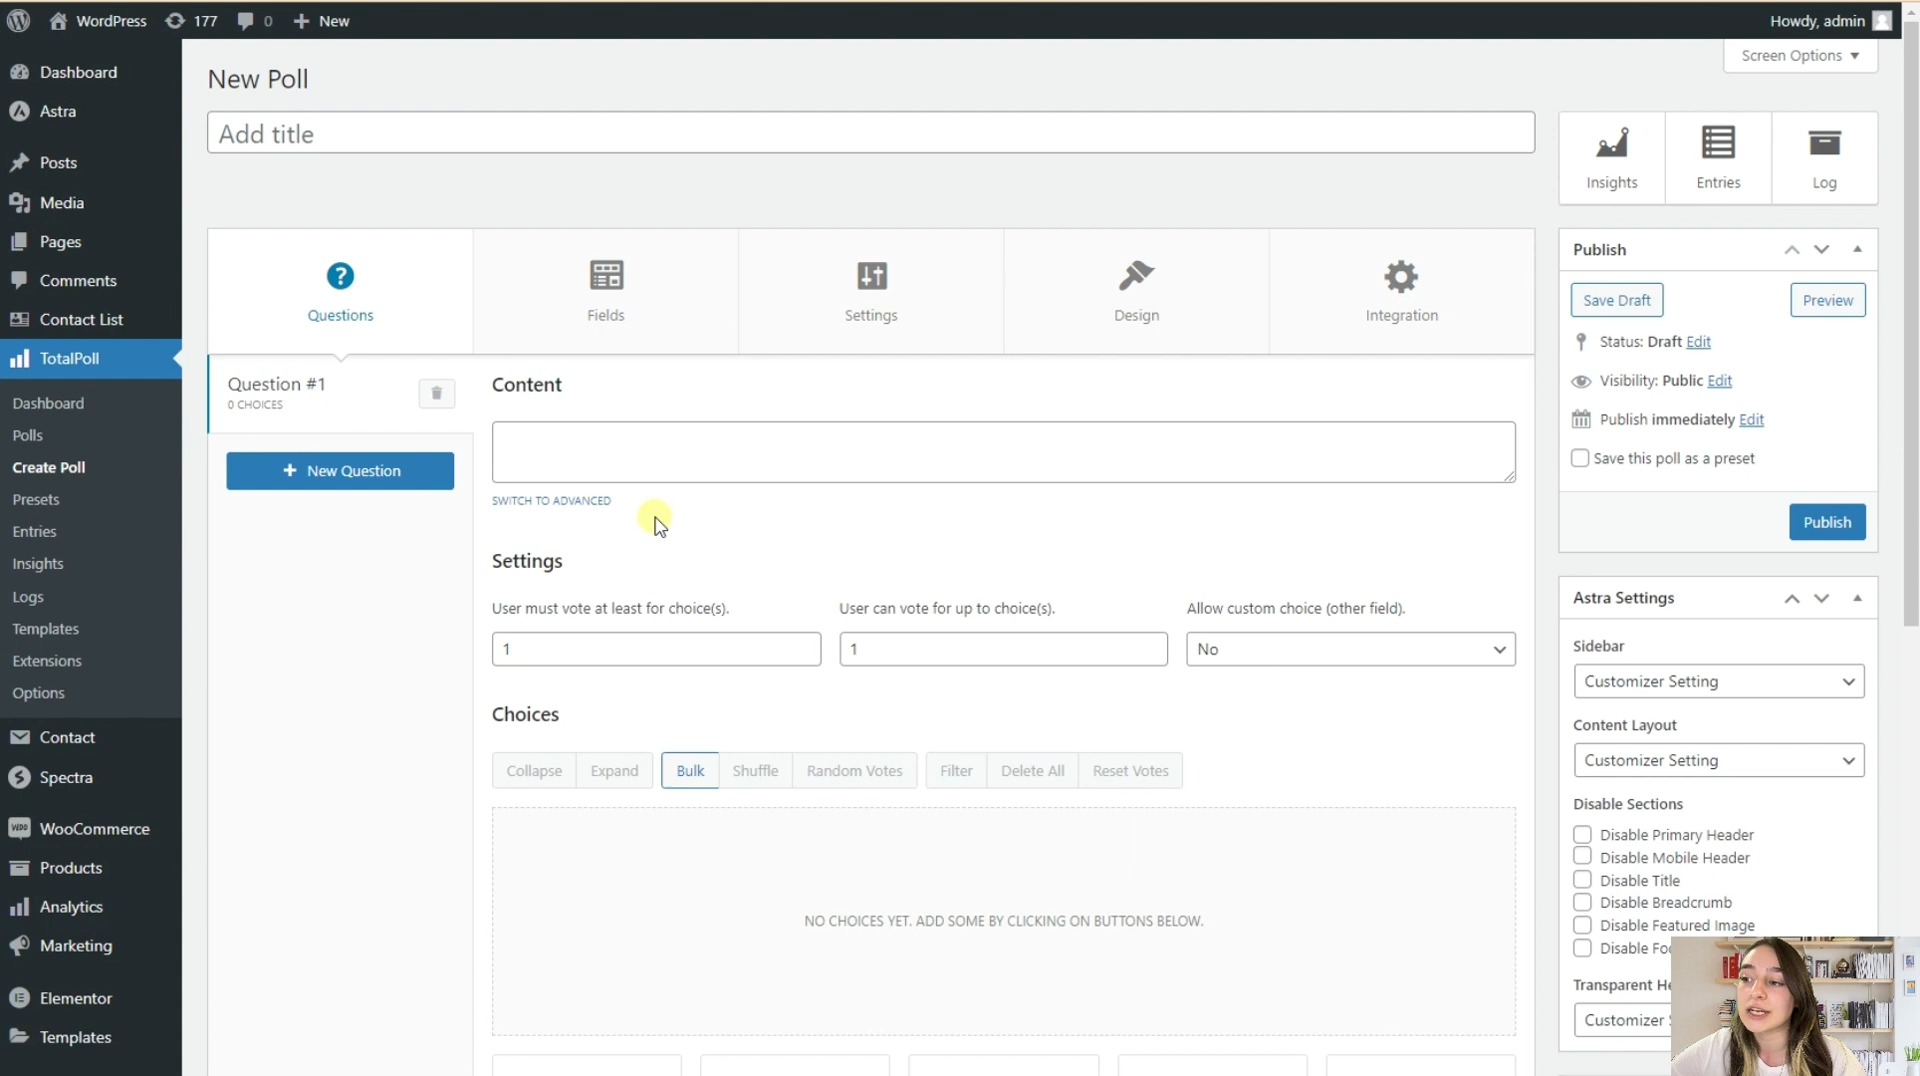 WordPress
177
0
New
Howdy, admin
Dashboard
Astra
Posts
Media
Pages
Comments
Contact List
TotalPoll
Dashboard
Polls
Create Poll
Presets
Entries
Insights
Logs
Templates
Extensions
Options
Contact
Spectra
WooCommerce
Products
Analytics
Marketing
Elementor
Templates
Screen Options
New Poll
Add title
Insights
Entries
Log
Questions
Fields
Settings
Design
Integration
Question #1
0 CHOICES
New Question
Content
SWITCH TO ADVANCED
Settings
User must vote at least for choice(s).
User can vote for up to choice(s).
Allow custom choice (other field).
1
1
No
Choices
Collapse
Expand
Bulk
Shuffle
Random Votes
Filter
Delete All
Reset Votes
NO CHOICES YET. ADD SOME BY CLICKING ON BUTTONS BELOW.
Publish
Save Draft
Preview
Status: Draft Edit
Visibility: Public Edit
Publish immediately Edit
Save this poll as a preset
Publish
Astra Settings
Sidebar
Customizer Setting
Content Layout
Customizer Setting
Disable Sections
Disable Primary Header
Disable Mobile Header
Disable Title
Disable Breadcrumb
Disable Featured Image
Disable
Transparent
Customizer